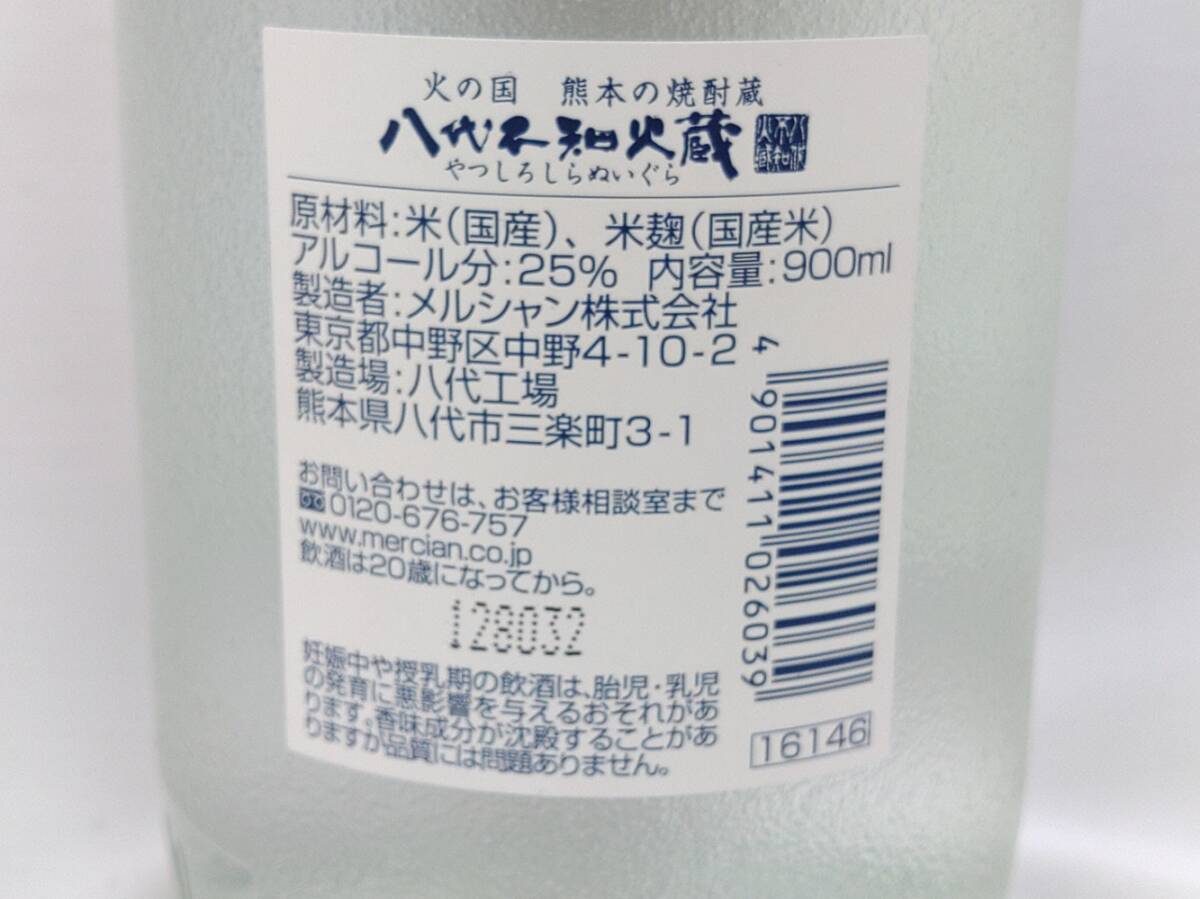 火の国 熊本の焼酎蔵
八代不知火蔵
やつしろしらぬいぐら
原材料:米(国産)、米麹(国産米)
アルコール分:25% 内容量:900ml
製造者:メルシャン株式会社
東京都中野区中野4-10-2
製造場:八代工場
熊本県八代市三楽町3-1
お問い合わせは、お客様相談室まで
0120-676-757
www.mercian.co.jp
飲酒は20歳になってから。
128032
妊娠中や授乳期の飲酒は、胎児・乳児
の発育に悪影響を与えるおそれがあ
ります。香味成分が沈殿することがあ
りますが品質には問題ありません。
4 901411 026039
16146